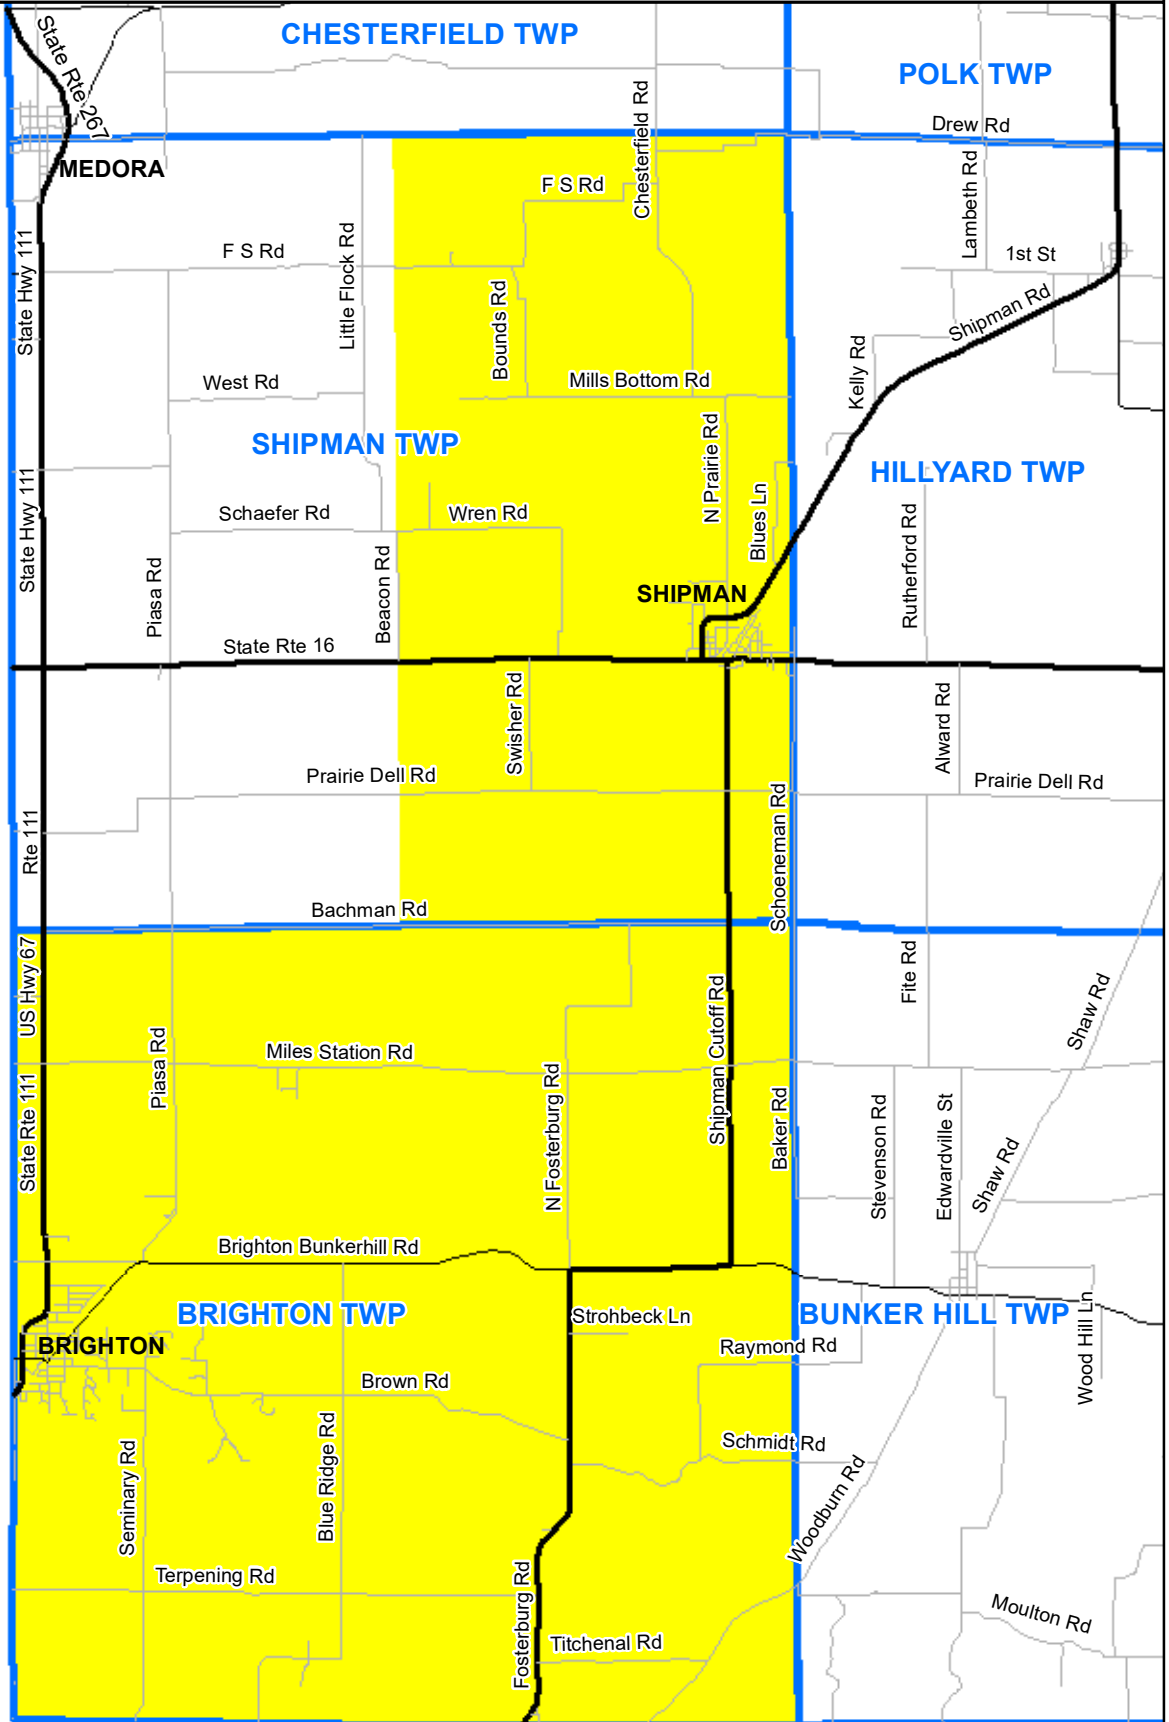 CHESTERFIELD TWP
State Rte 267
POLK TWP
Chesterfield Rd
Drew Rd
MEDORA
F S Rd
Lambeth Rd
F S Rd
1st St
State Hwy 111
Little Flock Rd
Bounds Rd
Shipman Rd
West Rd
Mills Bottom Rd
Kelly Rd
SHIPMAN TWP
N Prairie Rd
HILLYARD TWP
State Hwy 111
Schaefer Rd
Wren Rd
Blues Ln
Rutherford Rd
Piasa Rd
Beacon Rd
SHIPMAN
State Rte 16
Swisher Rd
Alward Rd
Prairie Dell Rd
Prairie Dell Rd
Rte 111
Schoeneman Rd
Bachman Rd
US Hwy 67
Fite Rd
Shaw Rd
Piasa Rd
Miles Station Rd
Shipman Cutoff Rd
State Rte 111
N Fosterburg Rd
Baker Rd
Stevenson Rd
Edwardville St
Shaw Rd
Brighton Bunkerhill Rd
BRIGHTON TWP
Strohbeck Ln
BUNKER HILL TWP
BRIGHTON
Raymond Rd
Wood Hill Ln
Brown Rd
Seminary Rd
Blue Ridge Rd
Schmidt Rd
Woodburn Rd
Terpening Rd
Fosterburg Rd
Moulton Rd
Titchenal Rd